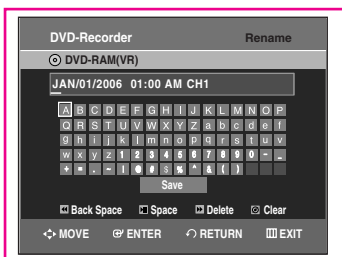 DVD-Recorder Rename
DVD-RAM(VR)
JAN/01/2006 01:00 AM CH1
A B C D E F G H I J K L M N O P
Q R S T U V W X Y Z a b c d e f
g h i j k l m n o p q r s t u v
w x y z 1 2 3 4 5 6 7 8 9 0 - _
+ = . ~ ! @ # $ % ^ & ( )
Save
Back Space Space Delete Clear
MOVE ENTER RETURN EXIT